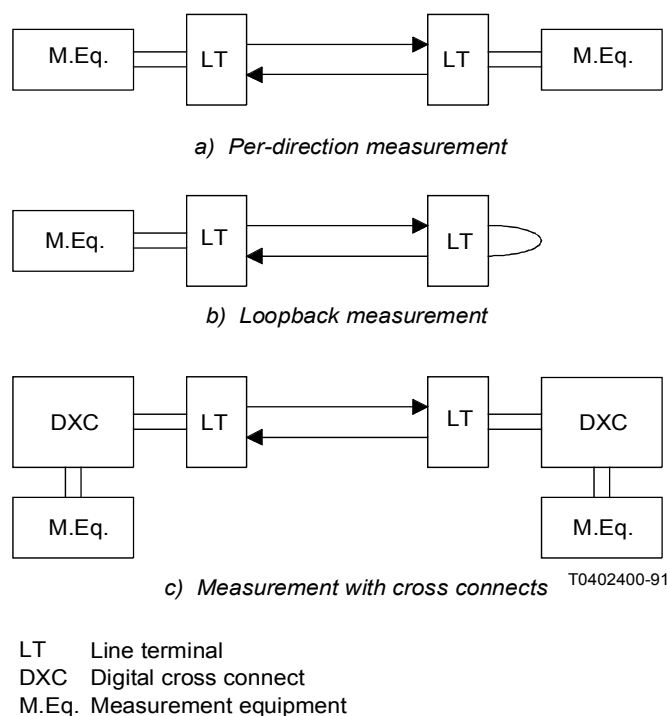 M.Eq. LT LT M.Eq.
a) Per-direction measurement
M.Eq. LT LT
b) Loopback measurement
DXC LT LT DXC
M.Eq. M.Eq.
c) Measurement with cross connects
T0402400-91
LT Line terminal
DXC Digital cross connect
M.Eq. Measurement equipment